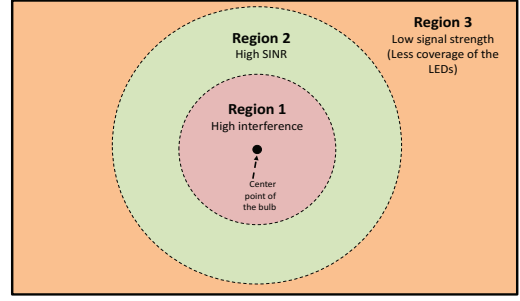 Region 3
Low signal strength
(Less coverage of the
LEDs)
Region 2
High SINR
Region 1
High interference
Center
point of
the bulb